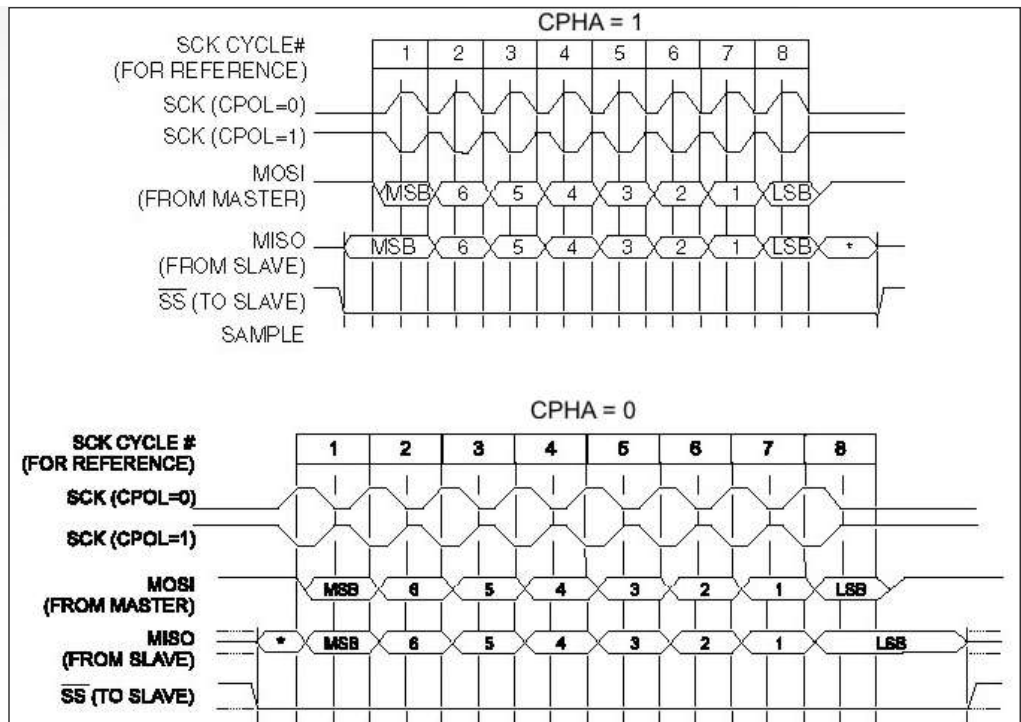 CPHA = 1
SCK CYCLE#
(FOR REFERENCE)
1 2 3 4 5 6 7 8
SCK (CPOL=0)
SCK (CPOL=1)
MOSI
(FROM MASTER)
MSB 6 5 4 3 2 1 LSB
MISO
(FROM SLAVE)
MSB 6 5 4 3 2 1 LSB *
SS (TO SLAVE)
SAMPLE
CPHA = 0
SCK CYCLE #
(FOR REFERENCE)
1 2 3 4 5 6 7 8
SCK (CPOL=0)
SCK (CPOL=1)
MOSI
(FROM MASTER)
MSB 6 5 4 3 2 1 LSB
MISO
(FROM SLAVE)
* MSB 6 5 4 3 2 1 LSB
SS (TO SLAVE)